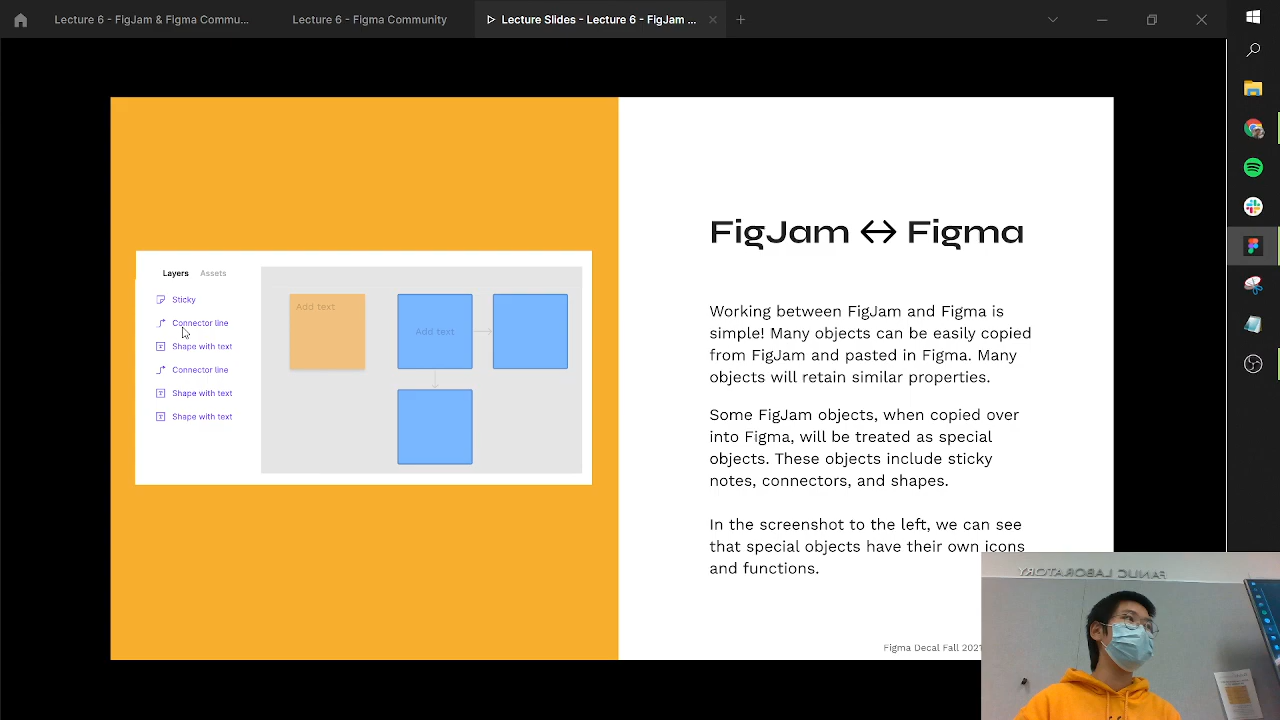 Lecture 6 - FigJam & Figma Commu...
Lecture 6 - Figma Community
Lecture Slides - Lecture 6 - FigJam ...
Layers Assets
Sticky
Connector line
Shape with text
Connector line
Shape with text
Shape with text
Add text
Add text
FigJam ↔ Figma
Working between FigJam and Figma is
simple! Many objects can be easily copied
from FigJam and pasted in Figma. Many
objects will retain similar properties.
Some FigJam objects, when copied over
into Figma, will be treated as special
objects. These objects include sticky
notes, connectors, and shapes.
In the screenshot to the left, we can see
that special objects have their own icons
and functions.
Figma Decal Fall 2021
FANUC LABORATORY